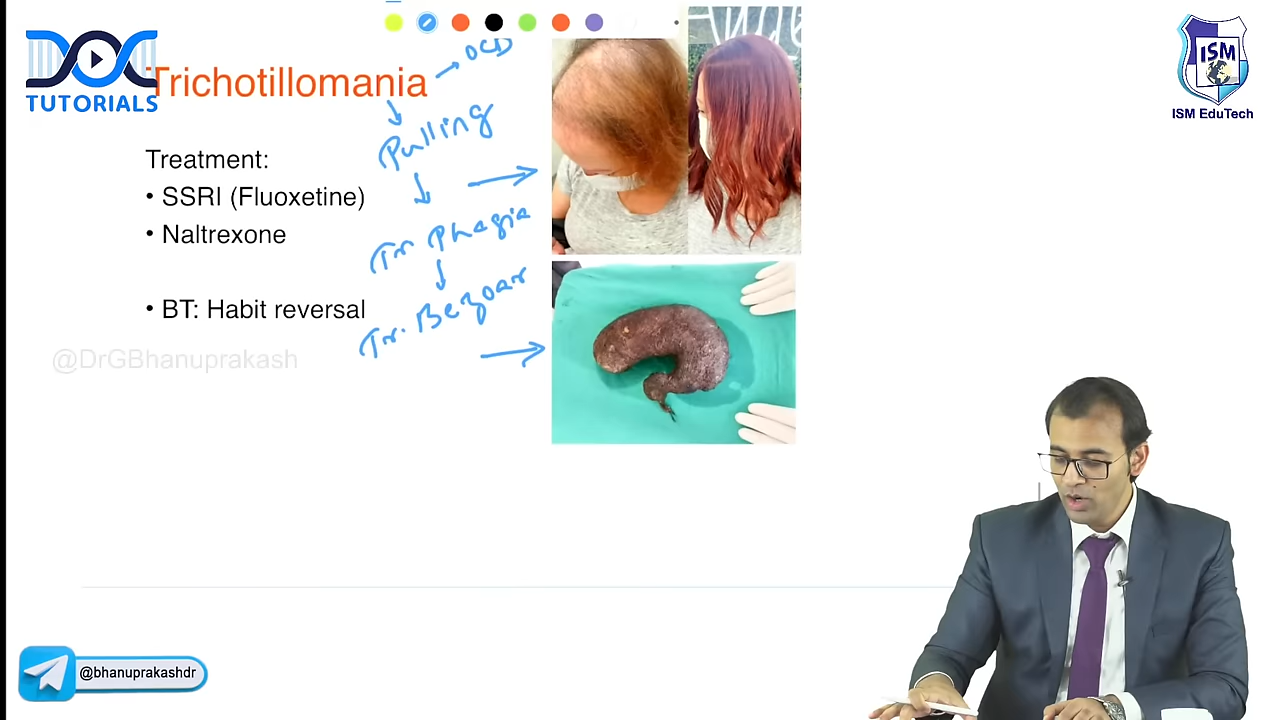 DOC
TUTORIALS
Trichotillomania
OCD
Pulling
Tr. Phagia
Tr. Bezoar
Treatment:
• SSRI (Fluoxetine)
• Naltrexone
• BT: Habit reversal
@DrGBhanuprakash
ISM
ISM EduTech
@bhanuprakashdr